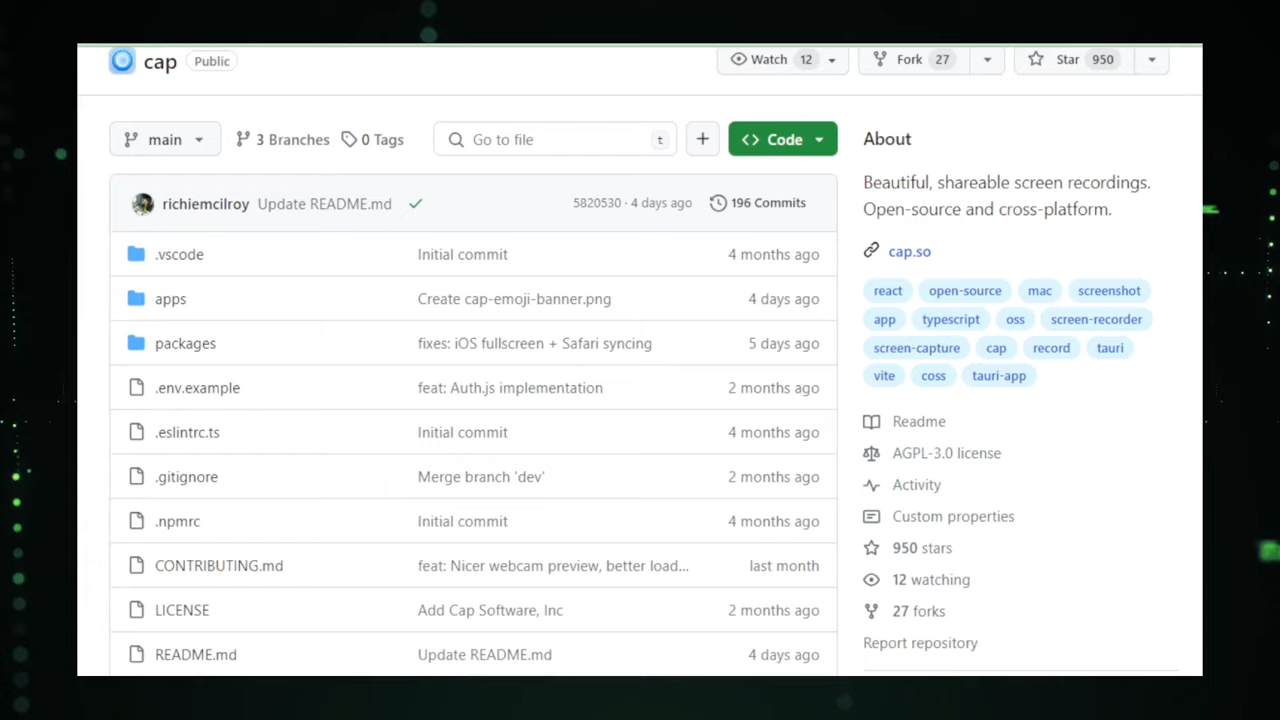 cap Public Watch 12 Fork 27 Star 950
main 3 Branches 0 Tags Go to file t + Code
richiemcilroy Update README.md 5820530 · 4 days ago 196 Commits
.vscode Initial commit 4 months ago
apps Create cap-emoji-banner.png 4 days ago
packages fixes: iOS fullscreen + Safari syncing 5 days ago
.env.example feat: Auth.js implementation 2 months ago
.eslintrc.ts Initial commit 4 months ago
.gitignore Merge branch 'dev' 2 months ago
.npmrc Initial commit 4 months ago
CONTRIBUTING.md feat: Nicer webcam preview, better load... last month
LICENSE Add Cap Software, Inc 2 months ago
README.md Update README.md 4 days ago
About
Beautiful, shareable screen recordings.
Open-source and cross-platform.
cap.so
react open-source mac screenshot
app typescript oss screen-recorder
screen-capture cap record tauri
vite coss tauri-app
Readme
AGPL-3.0 license
Activity
Custom properties
950 stars
12 watching
27 forks
Report repository